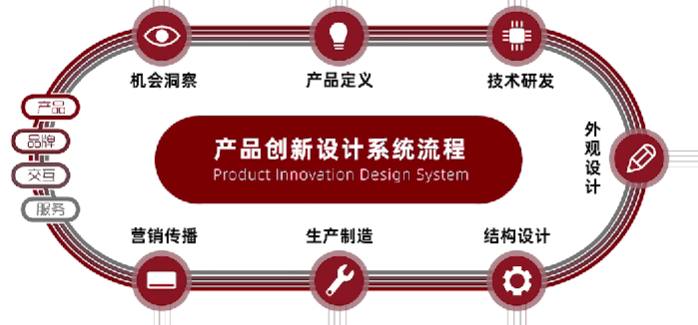 机会洞察
产品定义
技术研发
产品
品牌
交互
服务
产品创新设计系统流程
Product Innovation Design System
外观设计
营销传播
生产制造
结构设计